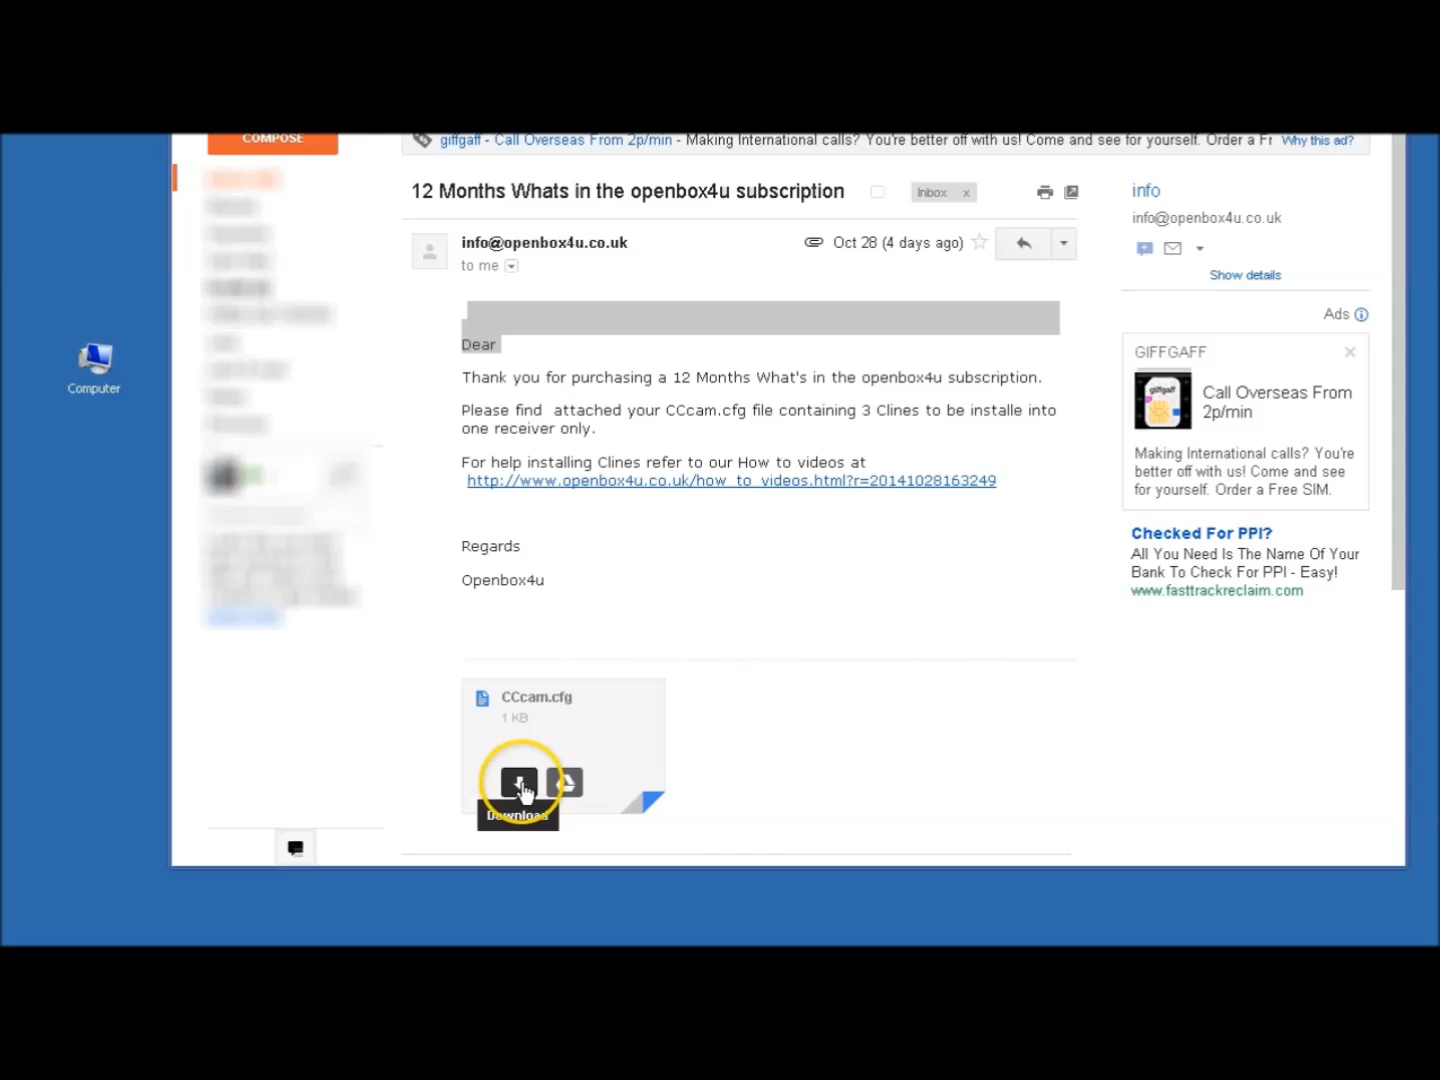 COMPOSE
giffgaff - Call Overseas From 2p/min - Making International calls? You're better off with us! Come and see for yourself. Order a Fr Why this ad?
12 Months Whats in the openbox4u subscription
Inbox x
info@openbox4u.co.uk
Oct 28 (4 days ago)
to me
Dear
Thank you for purchasing a 12 Months What's in the openbox4u subscription.
Please find attached your CCcam.cfg file containing 3 Clines to be installe into
one receiver only.
For help installing Clines refer to our How to videos at
http://www.openbox4u.co.uk/how_to_videos.html?r=20141028163249
Regards
Openbox4u
CCcam.cfg
1 KB
Download
info
info@openbox4u.co.uk
Show details
Ads
GIFFGAFF
giffgaff
Call Overseas From
2p/min
Making International calls? You're
better off with us! Come and see
for yourself. Order a Free SIM.
Checked For PPI?
All You Need Is The Name Of Your
Bank To Check For PPI - Easy!
www.fasttrackreclaim.com
Computer